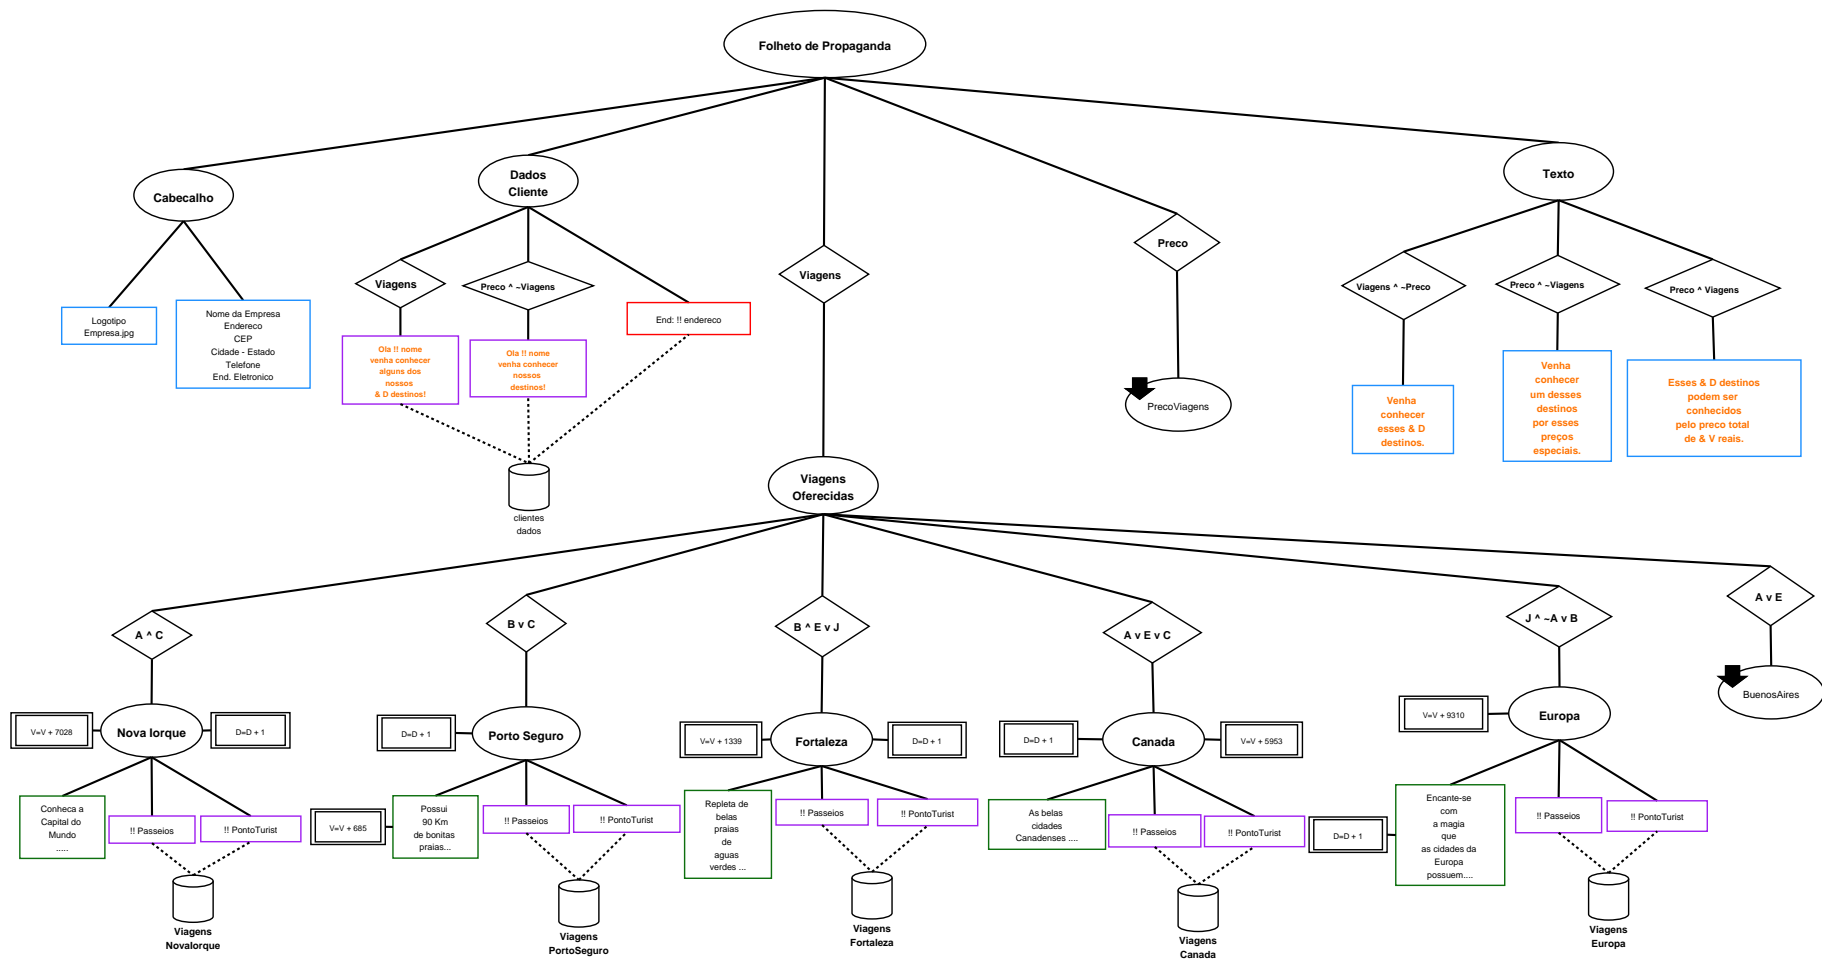 Folheto de Propaganda
Cabecalho
Dados
Cliente
Texto
Viagens
Preco ^ ~Viagens
Viagens
Preco
Viagens ^ ~Preco
Preco ^ ~Viagens
Preco ^ Viagens
Logotipo
Empresa.jpg
Nome da Empresa
Endereco
CEP
Cidade - Estado
Telefone
End. Eletronico
Ola !! nome
venha conhecer
alguns dos
nossos
& D destinos!
Ola !! nome
venha conhecer
nossos
destinos!
End: !! endereco
PrecoViagens
Venha
conhecer
esses & D
destinos.
Venha
conhecer
um desses
destinos
por esses
preços
especiais.
Esses & D destinos
podem ser
conhecidos
pelo preco total
de & V reais.
clientes
dados
Viagens
Oferecidas
A ^ C
B v C
B ^ E v J
A v E v C
J ^ ~A v B
A v E
V=V + 7028
Nova Iorque
D=D + 1
D=D + 1
Porto Seguro
V=V + 1339
Fortaleza
D=D + 1
D=D + 1
Canada
V=V + 5953
V=V + 9310
Europa
BuenosAires
Conheca a
Capital do
Mundo
.....
!! Passeios
!! PontoTurist
V=V + 685
Possui
90 Km
de bonitas
praias...
!! Passeios
!! PontoTurist
Repleta de
belas
praias
de
aguas
verdes ...
!! Passeios
!! PontoTurist
As belas
cidades
Canadenses ....
!! Passeios
!! PontoTurist
D=D + 1
Encante-se
com
a magia
que
as cidades da
Europa
possuem....
!! Passeios
!! PontoTurist
Viagens
NovaIorque
Viagens
PortoSeguro
Viagens
Fortaleza
Viagens
Canada
Viagens
Europa